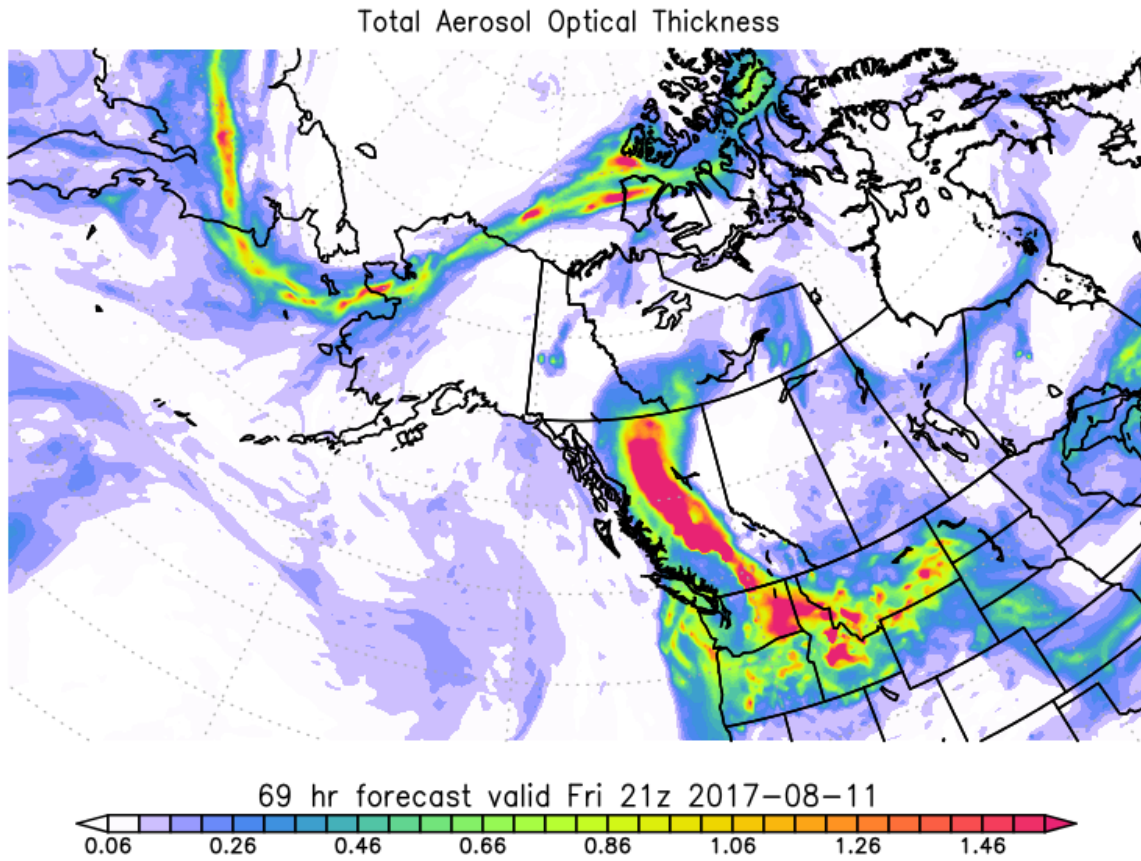 Total Aerosol Optical Thickness
69 hr forecast valid Fri 21z 2017-08-11
0.06 0.26 0.46 0.66 0.86 1.06 1.26 1.46